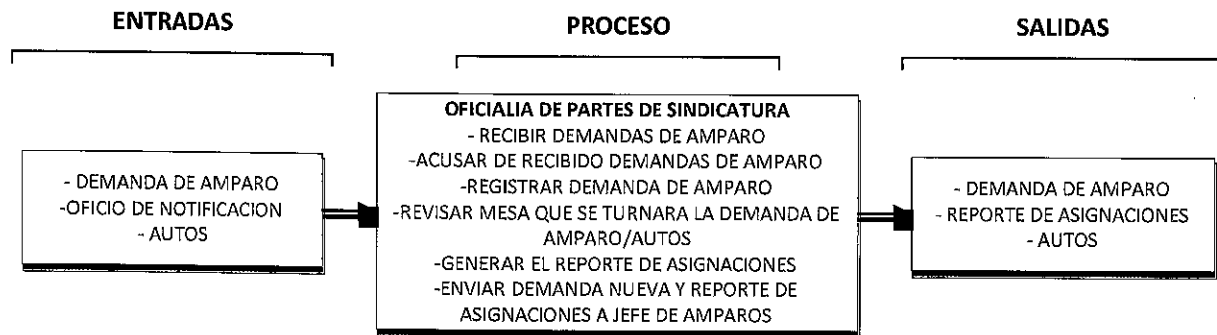 ENTRADAS
PROCESO
SALIDAS
- DEMANDA DE AMPARO
-OFICIO DE NOTIFICACION
- AUTOS
OFICIALIA DE PARTES DE SINDICATURA
- RECIBIR DEMANDAS DE AMPARO
-ACUSAR DE RECIBIDO DEMANDAS DE AMPARO
-REGISTRAR DEMANDA DE AMPARO
-REVISAR MESA QUE SE TURNARA LA DEMANDA DE
AMPARO/AUTOS
-GENERAR EL REPORTE DE ASIGNACIONES
-ENVIAR DEMANDA NUEVA Y REPORTE DE
ASIGNACIONES A JEFE DE AMPAROS
- DEMANDA DE AMPARO
- REPORTE DE ASIGNACIONES
- AUTOS